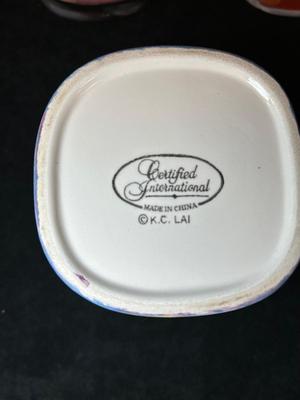 Certified
International
MADE IN CHINA
©K.C. LAI